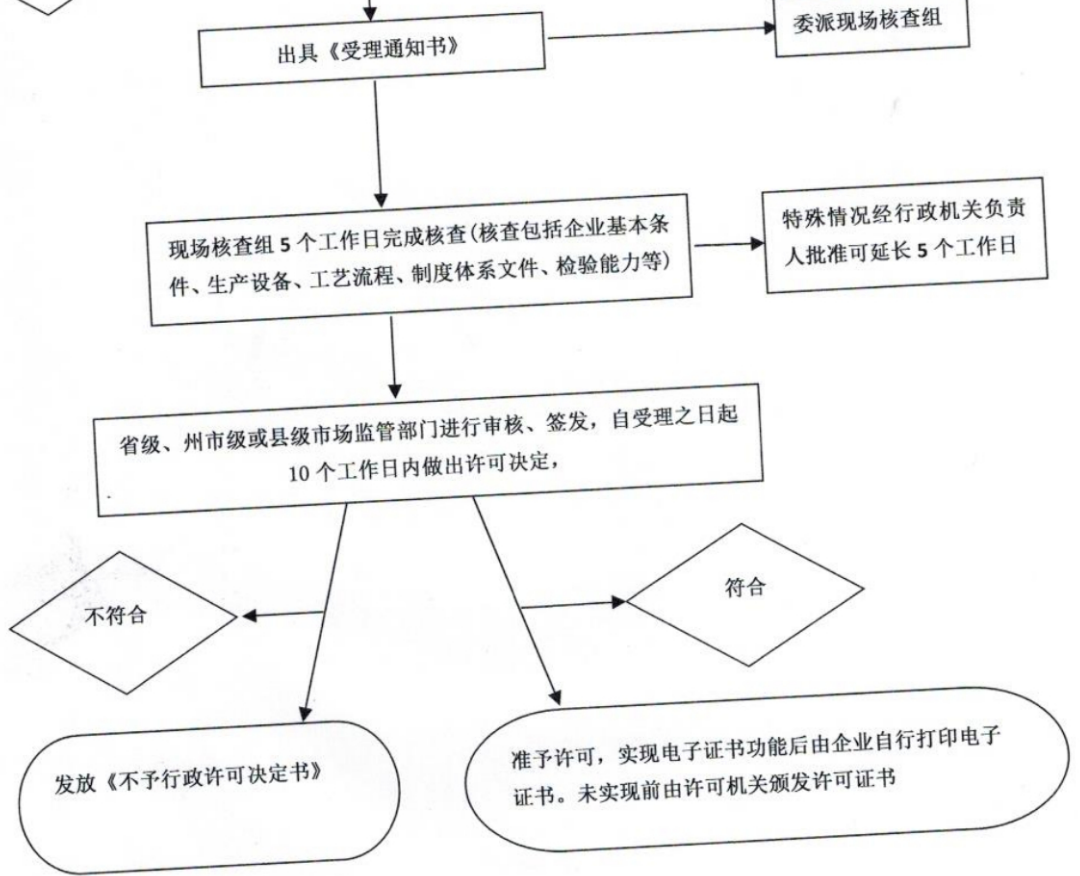 委派现场核查组
出具《受理通知书》
现场核查组 5 个工作日完成核查(核查包括企业基本条
件、生产设备、工艺流程、制度体系文件、检验能力等)
特殊情况经行政机关负责
人批准可延长 5 个工作日
省级、州市级或县级市场监管部门进行审核、签发，自受理之日起
10 个工作日内做出许可决定，
不符合
符合
发放《不予行政许可决定书》
准予许可，实现电子证书功能后由企业自行打印电子
证书。未实现前由许可机关颁发许可证书